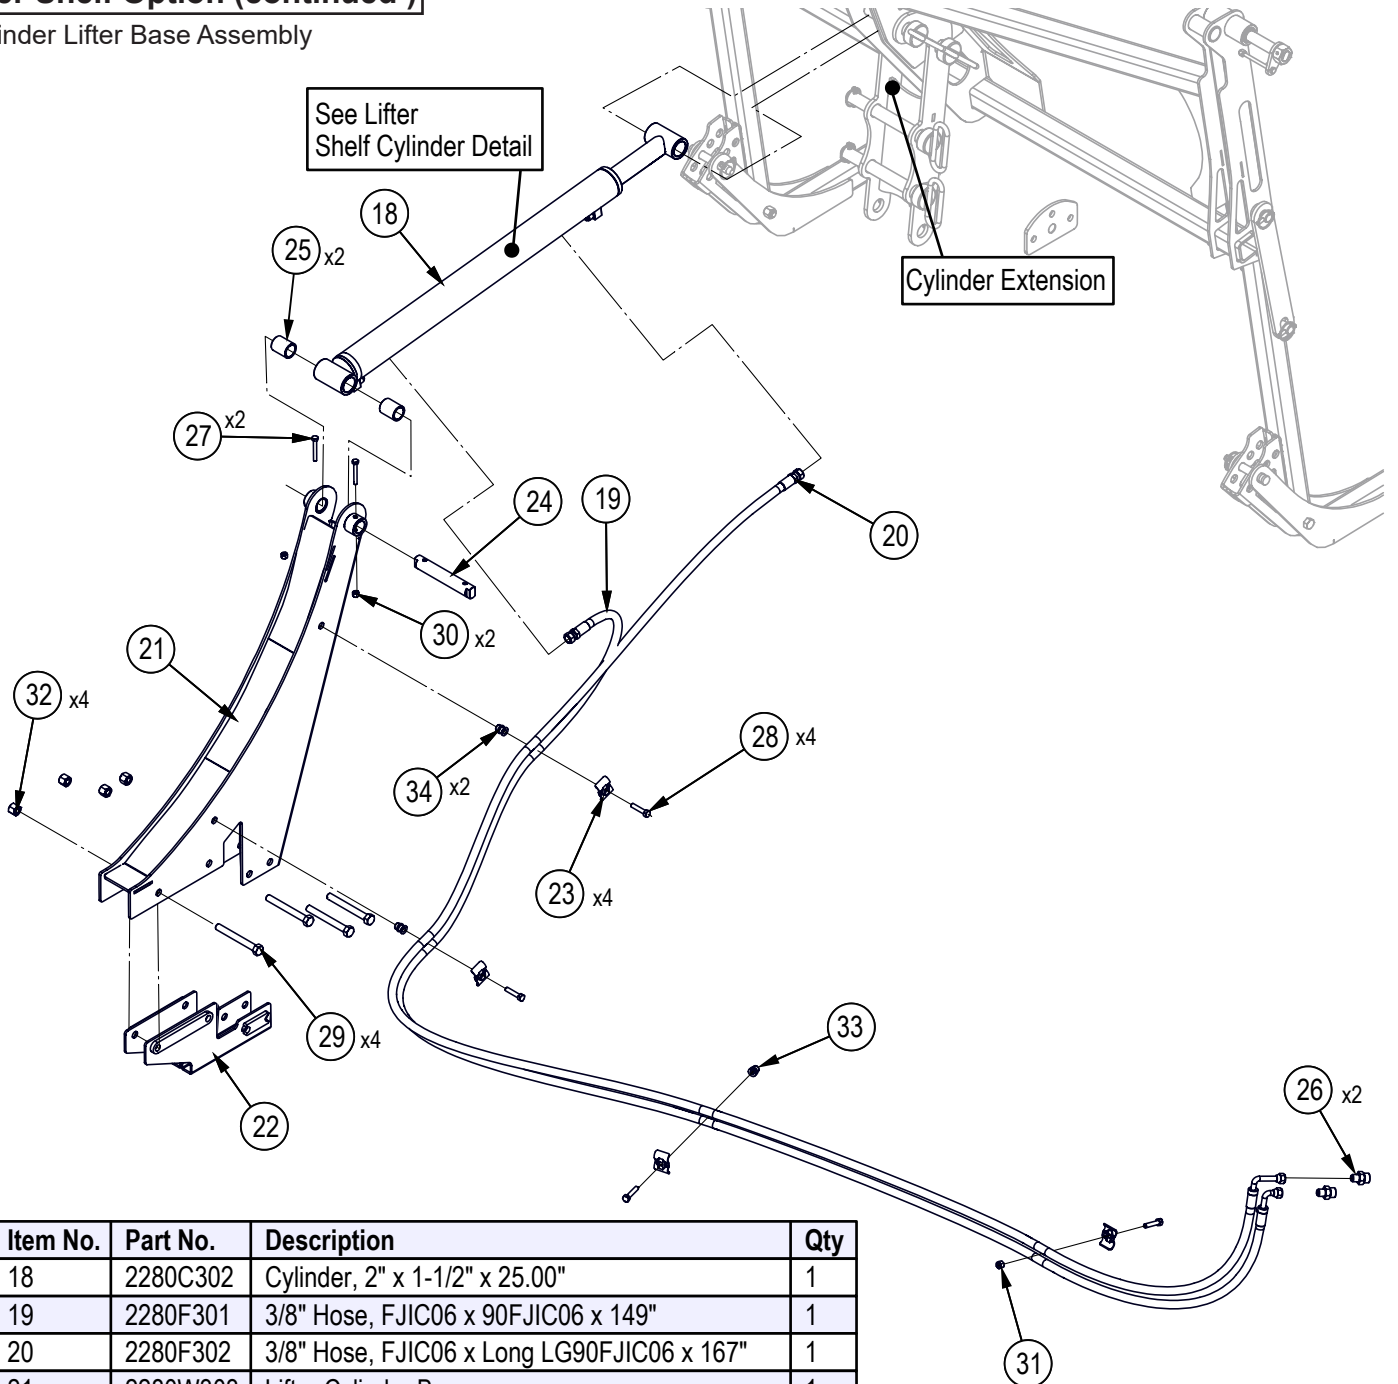 Shelf Option (continued )
inder Lifter Base Assembly
See Lifter
Shelf Cylinder Detail
18
25 x2
Cylinder Extension
27 x2
24
19
20
30 x2
21
32 x4
28 x4
34 x2
23 x4
29 x4
33
22
26 x2
31
Item No. Part No. Description Qty
18 2280C302 Cylinder, 2" x 1-1/2" x 25.00" 1
19 2280F301 3/8" Hose, FJIC06 x 90FJIC06 x 149" 1
20 2280F302 3/8" Hose, FJIC06 x Long LG90FJIC06 x 167" 1